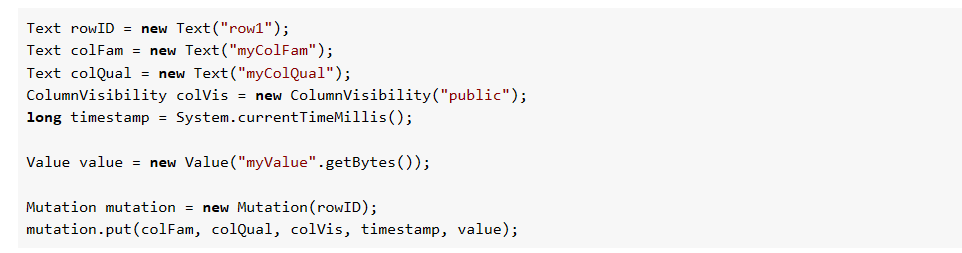 Text rowID = new Text("row1");
Text colFam = new Text("myColFam");
Text colQual = new Text("myColQual");
ColumnVisibility colVis = new ColumnVisibility("public");
long timestamp = System.currentTimeMillis();
Value value = new Value("myValue".getBytes());
Mutation mutation = new Mutation(rowID);
mutation.put(colFam, colQual, colVis, timestamp, value);